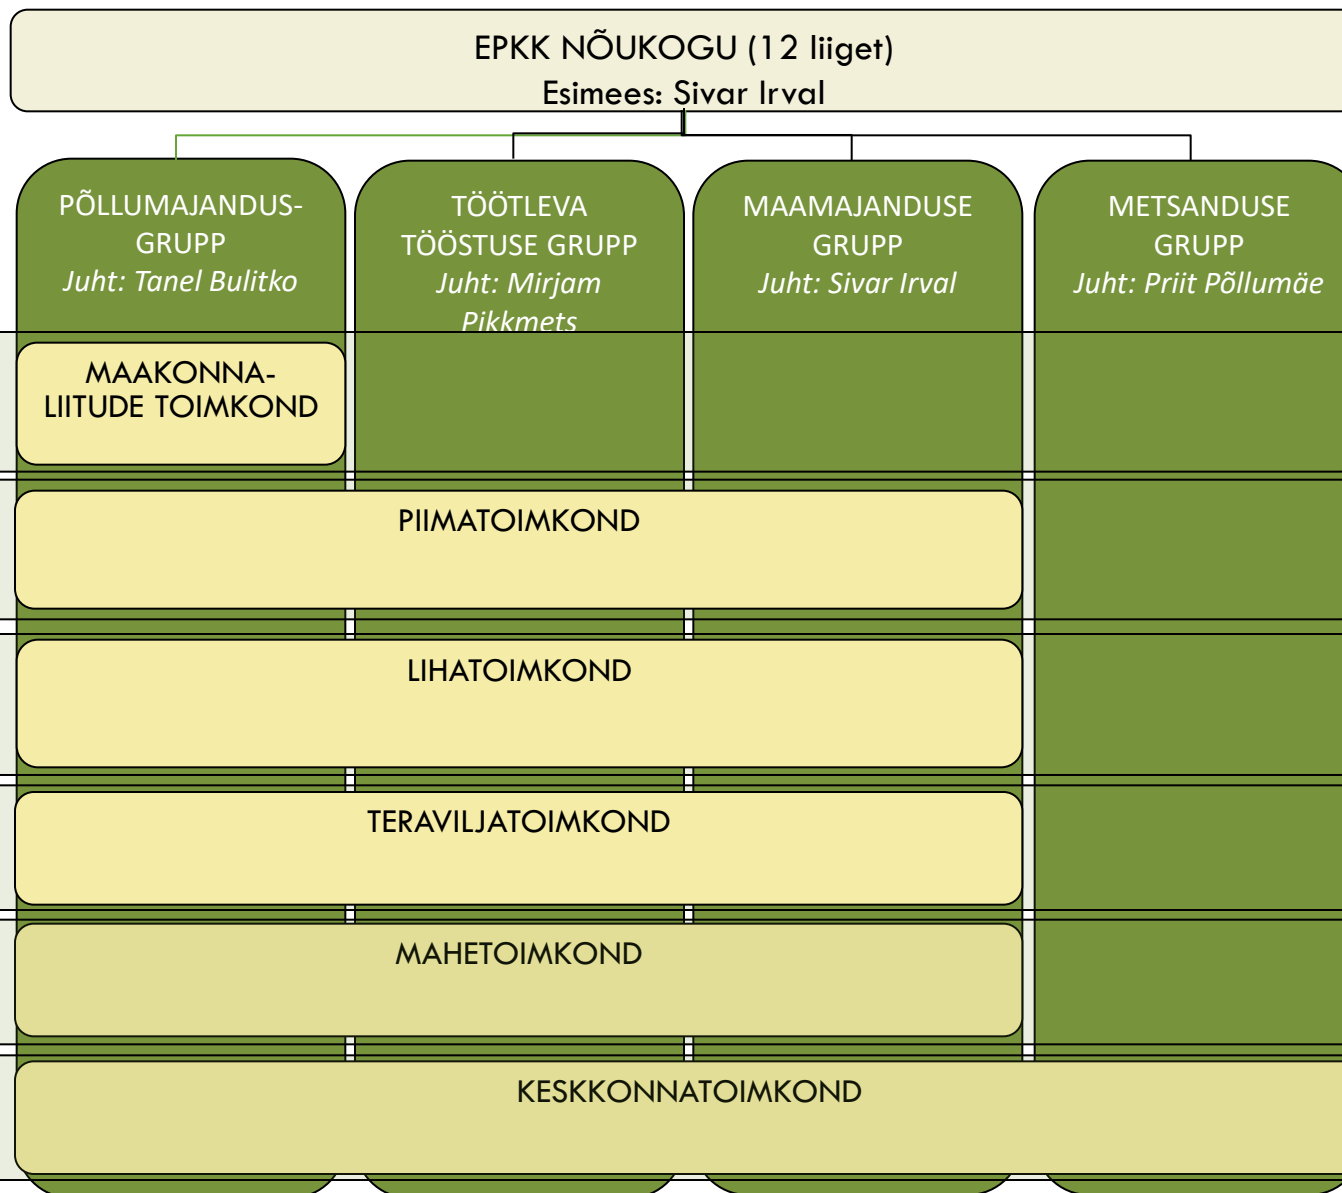 EPKK NÕUKOGU (12 liiget)
Esimees: Sivar Irval
PÕLLUMAJANDUS-
GRUPP
Juht: Tanel Bulitko
TÖÖTLEVA
TÖÖSTUSE GRUPP
Juht: Mirjam
Pikkmets
MAAMAJANDUSE
GRUPP
Juht: Sivar Irval
METSANDUSE
GRUPP
Juht: Priit Põllumäe
MAAKONNA-
LIITUDE TOIMKOND
PIIMATOIMKOND
LIHATOIMKOND
TERAVILJATOIMKOND
MAHETOIMKOND
KESKKONNATOIMKOND